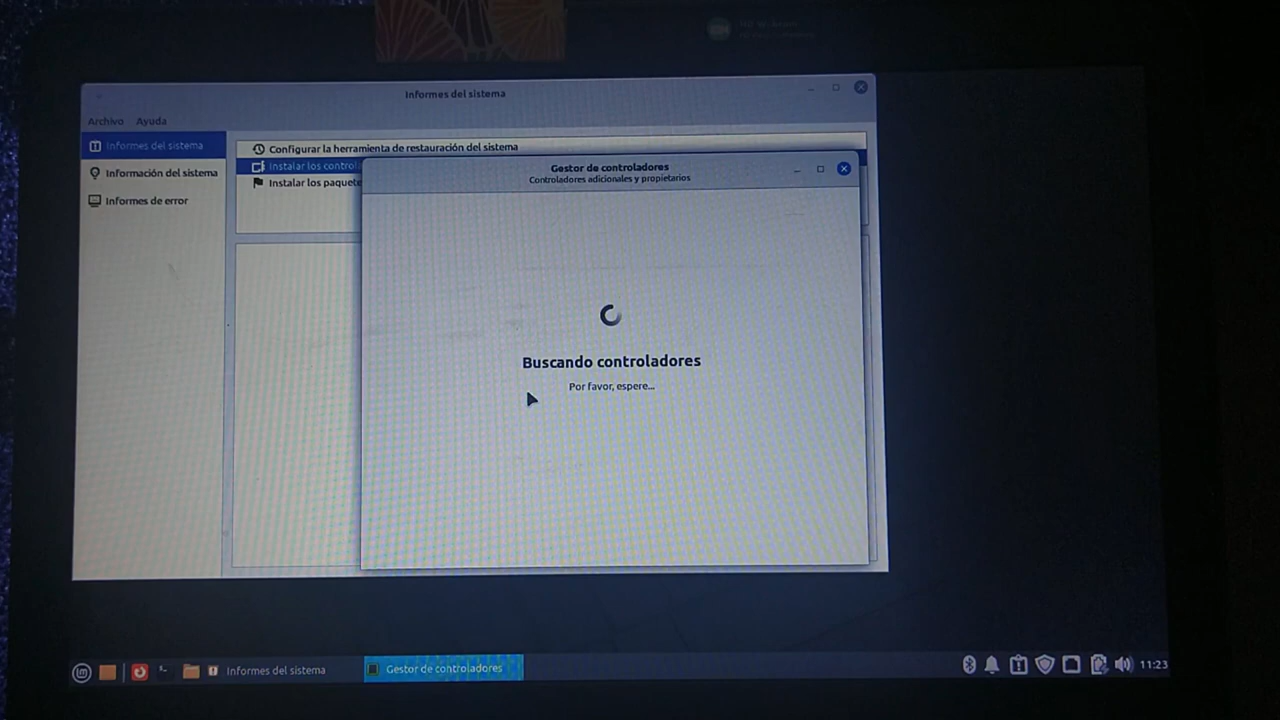 Informes del sistema
Archivo Ayuda
Informes del sistema
Información del sistema
Informes de error
Configurar la herramienta de restauración del sistema
Instalar los control
Instalar los paquete
Gestor de controladores
Controladores adicionales y propietarios
Buscando controladores
Por favor, espere...
Informes del sistema
Gestor de controladores
11:23